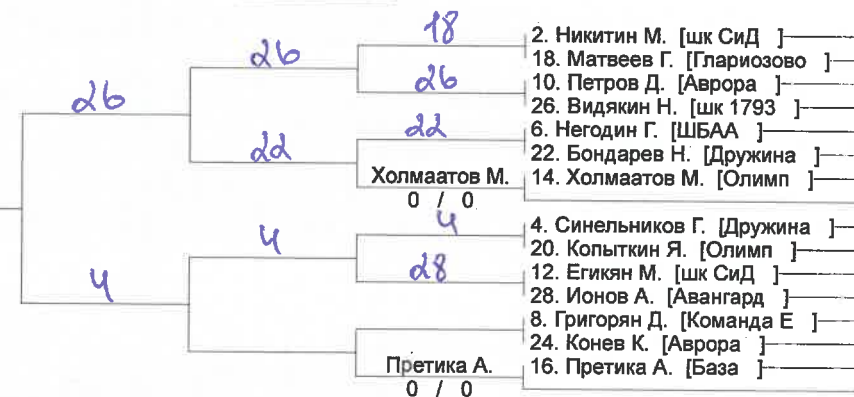 18
2. Никитин М. [шк СиД ]
18. Матвеев Г. [Глариозово ]
26
26
10. Петров Д. [Аврора ]
26. Видякин Н. [шк 1793 ]
26
22
6. Негодин Г. [ШБАА ]
22. Бондарев Н. [Дружина ]
22
Холмаатов М.
14. Холмаатов М. [Олимп ]
0 / 0
4
4. Синельников Г. [Дружина ]
20. Копыткин Я. [Олимп ]
4
28
12. Егикян М. [шк СиД ]
28. Ионов А. [Авангард ]
4
8. Григорян Д. [Команда Е ]
24. Конев К. [Аврора ]
Претика А.
16. Претика А. [База ]
0 / 0